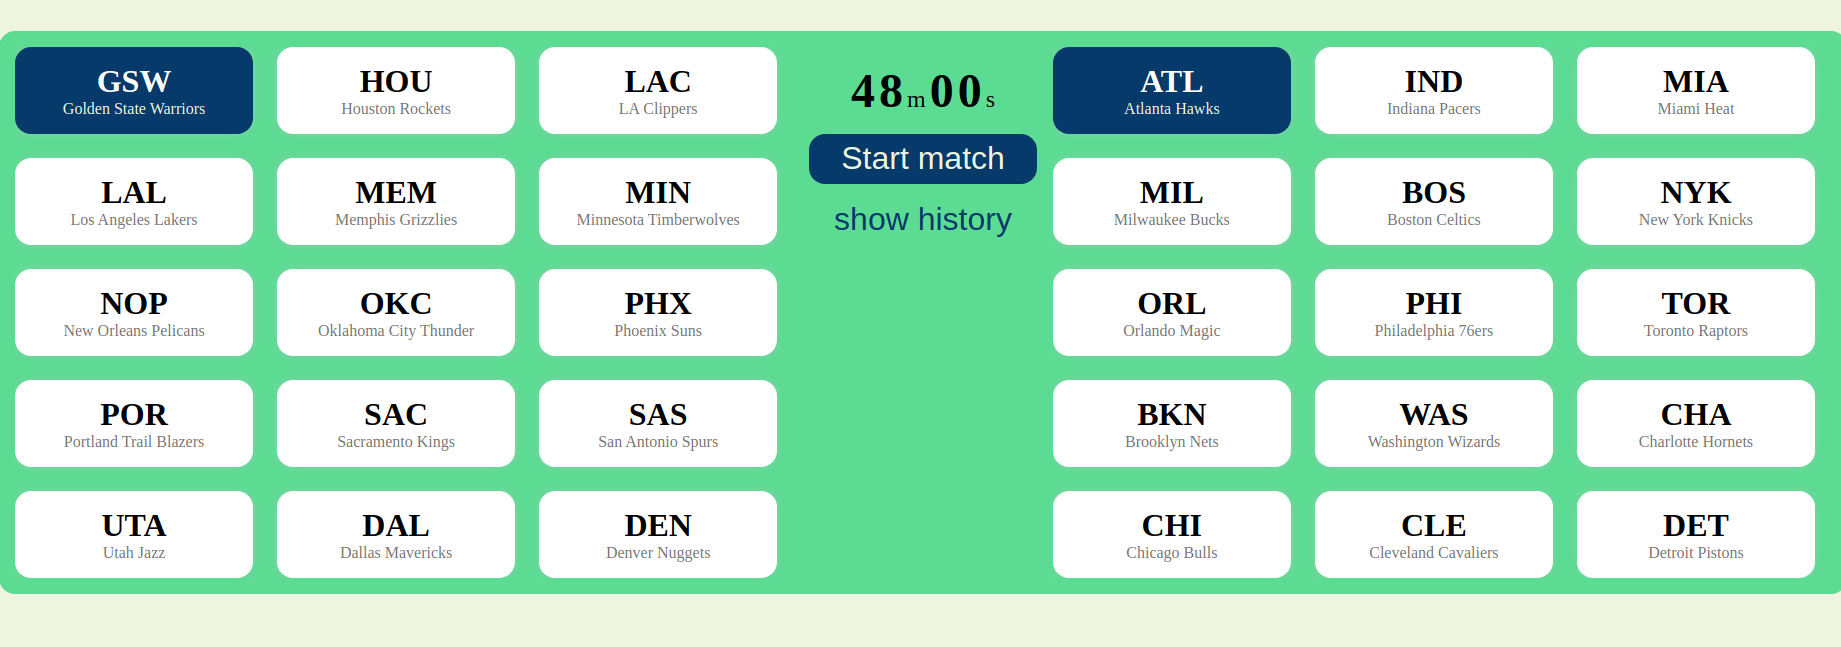 GSW
Golden State Warriors
HOU
Houston Rockets
LAC
LA Clippers
LAL
Los Angeles Lakers
MEM
Memphis Grizzlies
MIN
Minnesota Timberwolves
NOP
New Orleans Pelicans
OKC
Oklahoma City Thunder
PHX
Phoenix Suns
POR
Portland Trail Blazers
SAC
Sacramento Kings
SAS
San Antonio Spurs
UTA
Utah Jazz
DAL
Dallas Mavericks
DEN
Denver Nuggets
48m00s
Start match
show history
ATL
Atlanta Hawks
IND
Indiana Pacers
MIA
Miami Heat
MIL
Milwaukee Bucks
BOS
Boston Celtics
NYK
New York Knicks
ORL
Orlando Magic
PHI
Philadelphia 76ers
TOR
Toronto Raptors
BKN
Brooklyn Nets
WAS
Washington Wizards
CHA
Charlotte Hornets
CHI
Chicago Bulls
CLE
Cleveland Cavaliers
DET
Detroit Pistons